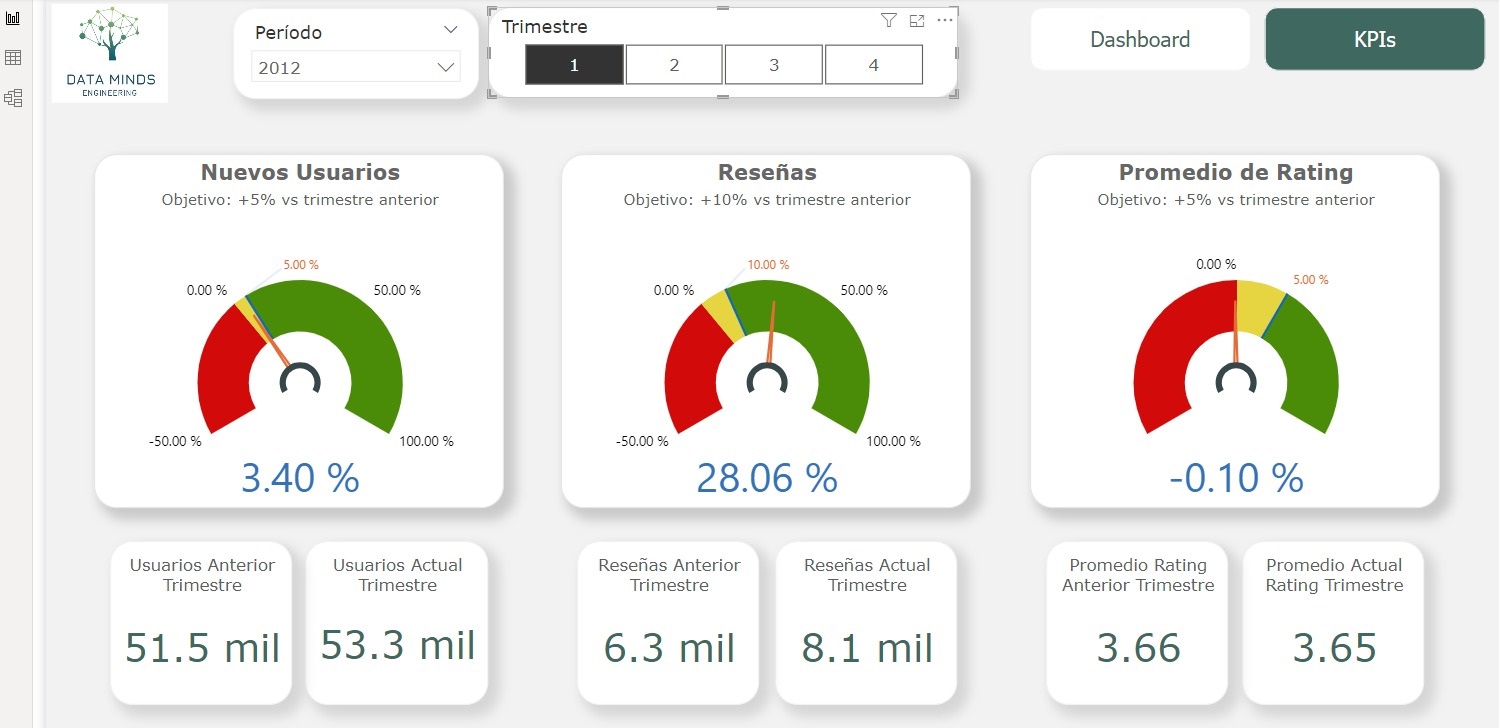 DATA MINDS
ENGINEERING
Período
2012
Trimestre
1 2 3 4
Dashboard
KPIs
Nuevos Usuarios
Objetivo: +5% vs trimestre anterior
5.00 %
0.00 %
50.00 %
-50.00 %
100.00 %
3.40 %
Reseñas
Objetivo: +10% vs trimestre anterior
10.00 %
0.00 %
50.00 %
-50.00 %
100.00 %
28.06 %
Promedio de Rating
Objetivo: +5% vs trimestre anterior
0.00 %
5.00 %
-0.10 %
Usuarios Anterior
Trimestre
51.5 mil
Usuarios Actual
Trimestre
53.3 mil
Reseñas Anterior
Trimestre
6.3 mil
Reseñas Actual
Trimestre
8.1 mil
Promedio Rating
Anterior Trimestre
3.66
Promedio Actual
Rating Trimestre
3.65